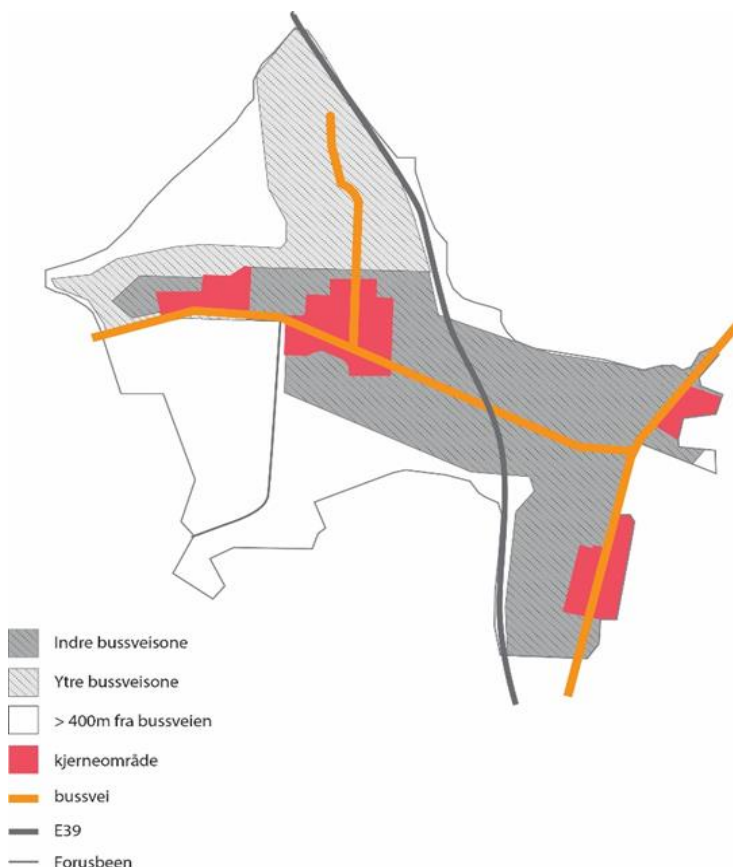 Indre bussveisone
Ytre bussveisone
> 400m fra bussveien
kjerneområde
bussvei
E39
Forusbeen